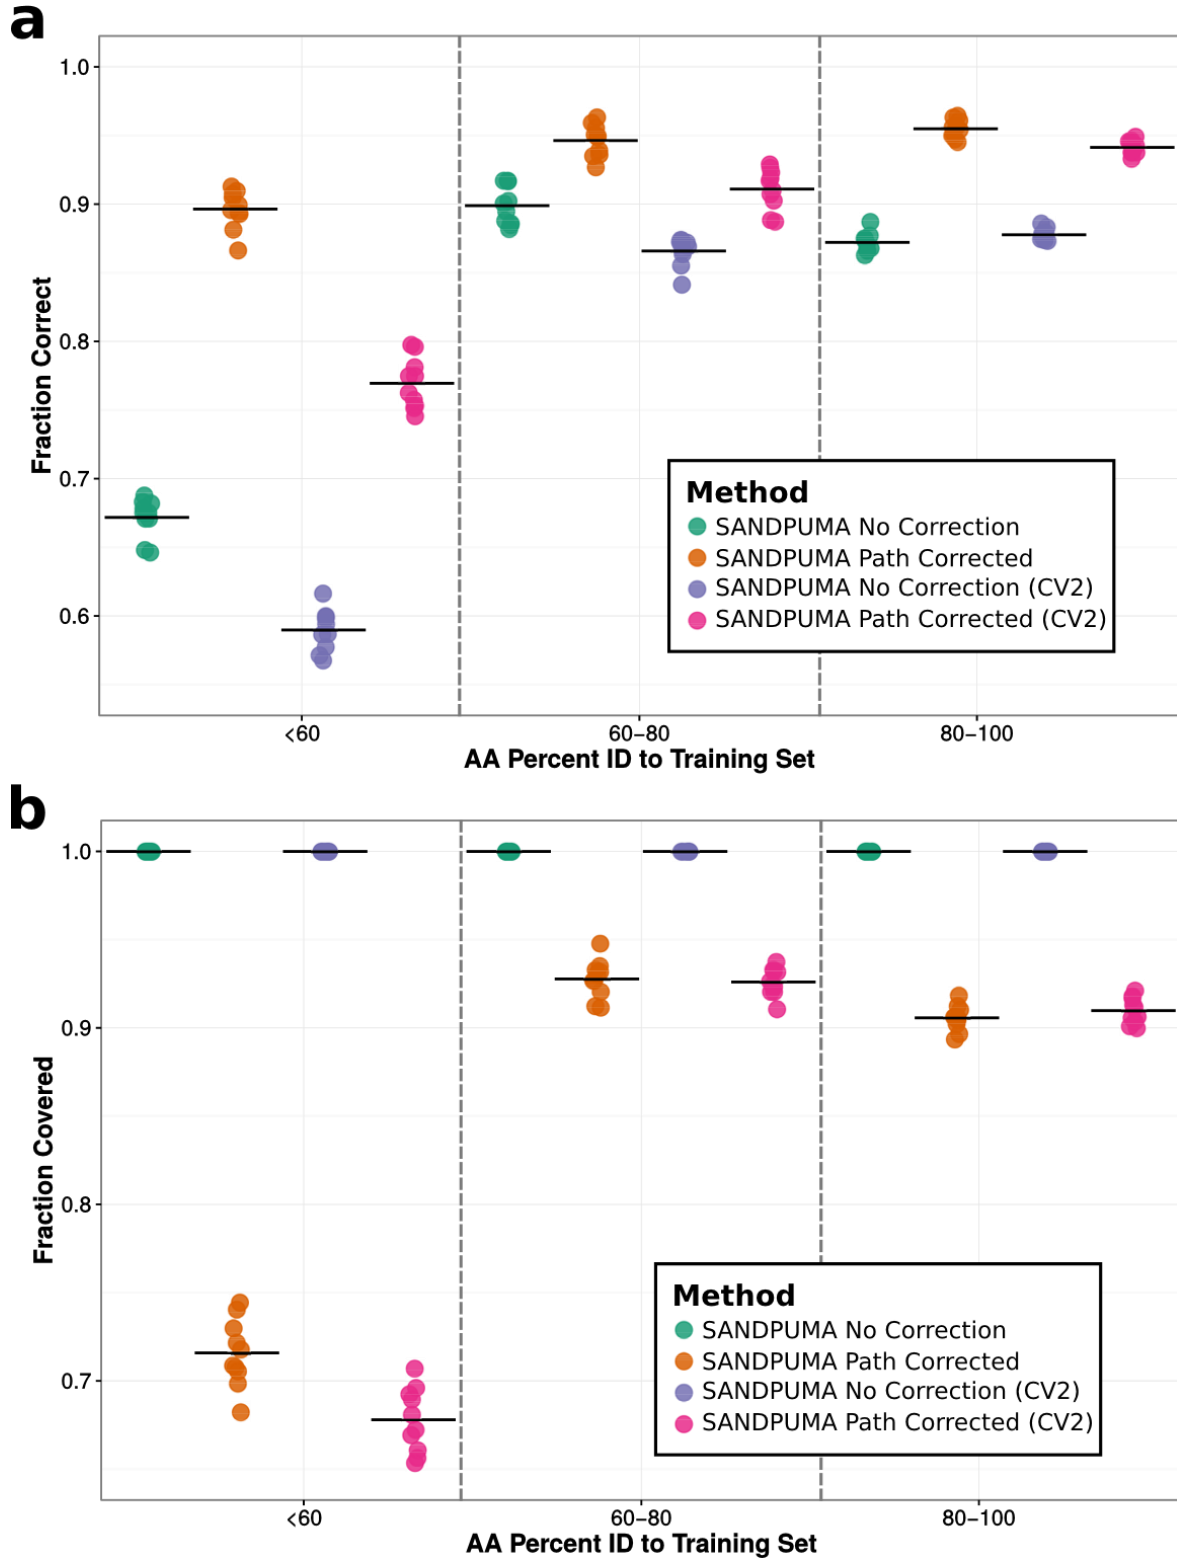 a
1.0
0.9
0.8
0.7
0.6
Fraction Correct
Method
SANDPUMA No Correction
SANDPUMA Path Corrected
SANDPUMA No Correction (CV2)
SANDPUMA Path Corrected (CV2)
<60
60–80
80–100
AA Percent ID to Training Set
b
1.0
0.9
0.8
0.7
Fraction Covered
Method
SANDPUMA No Correction
SANDPUMA Path Corrected
SANDPUMA No Correction (CV2)
SANDPUMA Path Corrected (CV2)
<60
60–80
80–100
AA Percent ID to Training Set